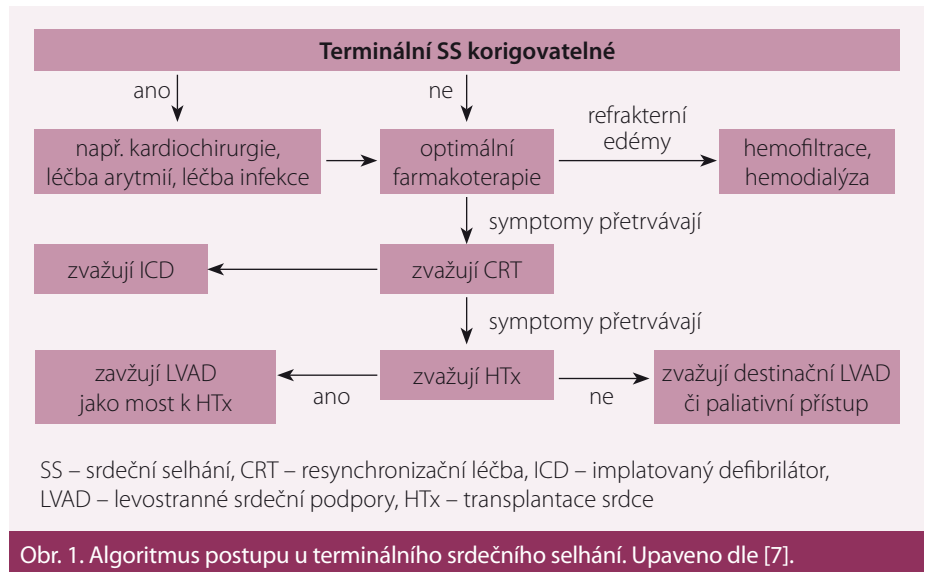 Terminální SS korigovatelné
ano
ne
např. kardiochirurgie,
léčba arytmií, léčba infekce
optimální
farmakoterapie
refrakterní
edémy
hemofiltrace,
hemodialýza
symptomy přetrvávají
zvažují ICD
zvažují CRT
symptomy přetrvávají
zavžují LVAD
jako most k HTx
ano
zvažují HTx
ne
zvažují destinační LVAD
či paliativní přístup
SS – srdeční selhání, CRT – resynchronizační léčba, ICD – implatovaný defibrilátor,
LVAD – levostranné srdeční podpory, HTx – transplantace srdce
Obr. 1. Algoritmus postupu u terminálního srdečního selhání. Upaveno dle [7].